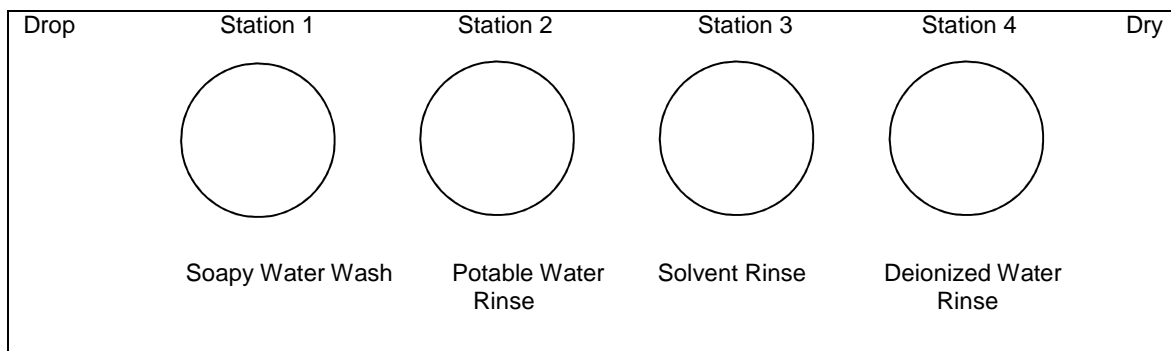 Drop Station 1 Station 2 Station 3 Station 4 Dry
Soapy Water Wash Potable Water Solvent Rinse Deionized Water
Rinse Rinse